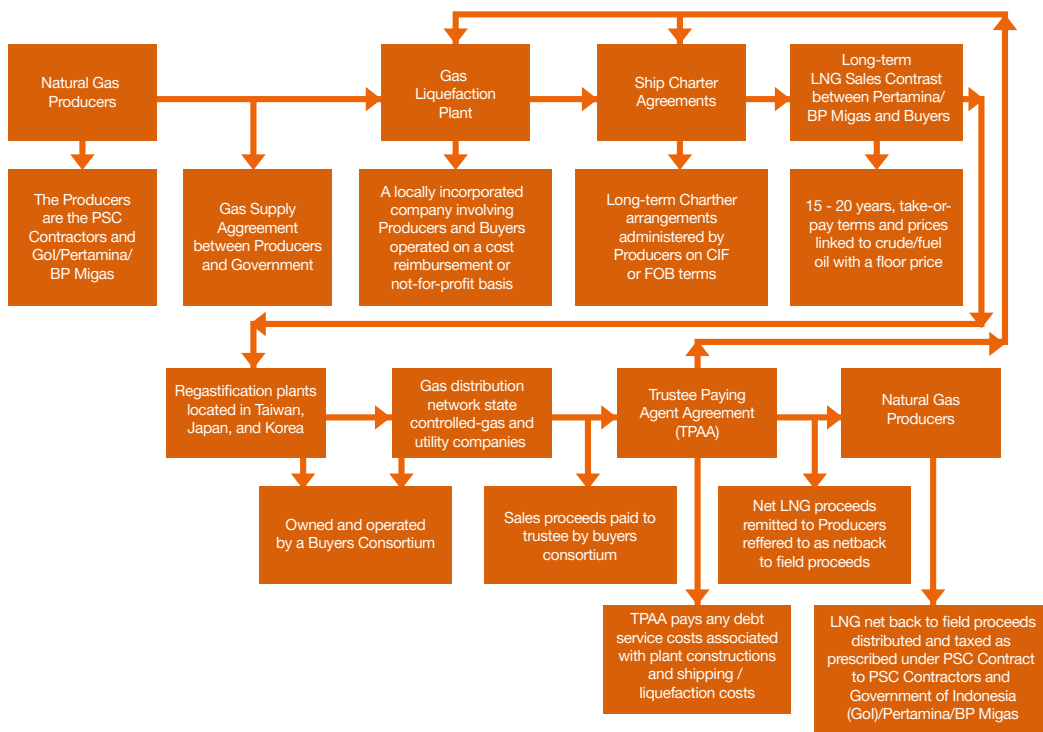 Natural Gas
Producers
Gas
Liquefaction
Plant
Ship Charter
Agreements
Long-term
LNG Sales Contrast
between Pertamina/
BP Migas and Buyers
The Producers
are the PSC
Contractors and
GoI/Pertamina/
BP Migas
Gas Supply
Aggreement
between Producers
and Government
A locally incorporated
company involving
Producers and Buyers
operated on a cost
reimbursement or
not-for-profit basis
Long-term Charther
arrangements
administered by
Producers on CIF
or FOB terms
15 - 20 years, take-or-
pay terms and prices
linked to crude/fuel
oil with a floor price
Regastification plants
located in Taiwan,
Japan, and Korea
Gas distribution
network state
controlled-gas and
utility companies
Trustee Paying
Agent Agreement
(TPAA)
Natural Gas
Producers
Owned and operated
by a Buyers Consortium
Sales proceeds paid to
trustee by buyers
consortium
Net LNG proceeds
remitted to Producers
reffered to as netback
to field proceeds
TPAA pays any debt
service costs associated
with plant constructions
and shipping /
liquefaction costs
LNG net back to field proceeds
distributed and taxed as
prescribed under PSC Contract
to PSC Contractors and
Government of Indonesia
(GoI)/Pertamina/BP Migas